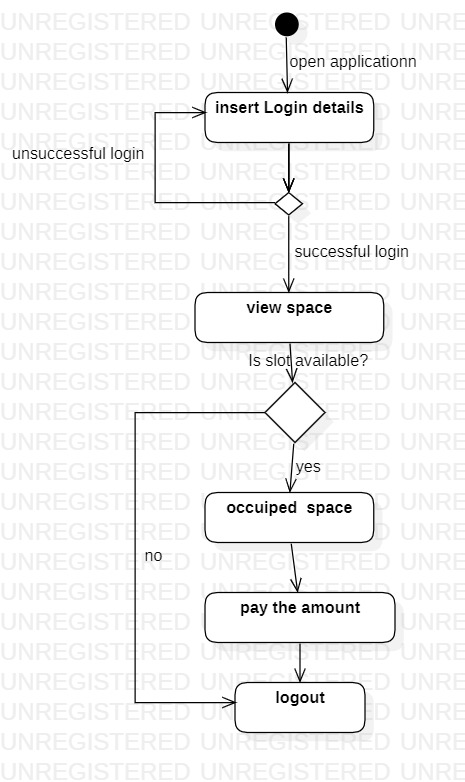 open applicationn
insert Login details
unsuccessful login
successful login
view space
Is slot available?
yes
occuiped  space
no
pay the amount
logout
UNREGISTERED